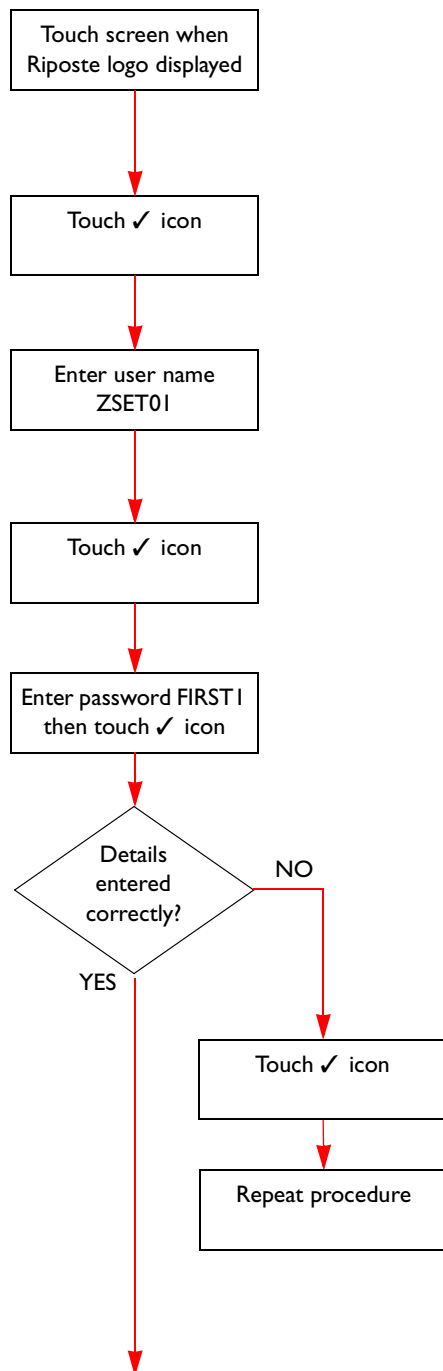 Touch screen when
Riposte logo displayed
Touch ✓ icon
Enter user name
ZSET01
Touch ✓ icon
Enter password FIRST1
then touch ✓ icon
Details
entered
correctly?
NO
YES
Touch ✓ icon
Repeat procedure